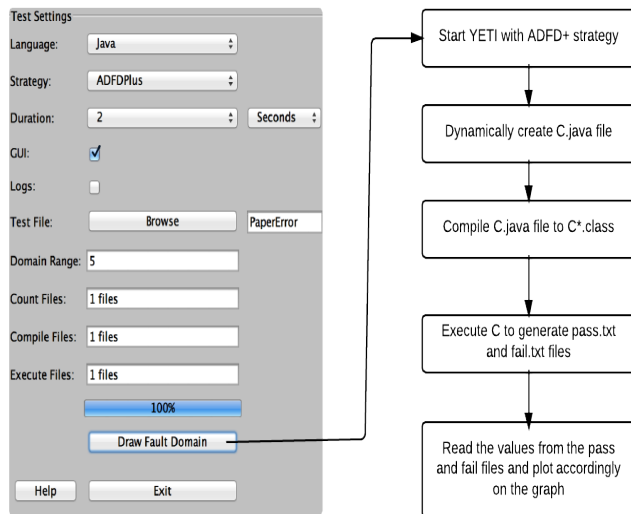 Test Settings
Language: Java
Strategy: ADFDPlus
Duration: 2 Seconds
GUI:
Logs:
Test File: Browse PaperError
Domain Range: 5
Count Files: 1 files
Compile Files: 1 files
Execute Files: 1 files
100%
Draw Fault Domain
Help Exit
Start YETI with ADFD+ strategy
Dynamically create C.java file
Compile C.java file to C*.class
Execute C to generate pass.txt
and fail.txt files
Read the values from the pass
and fail files and plot accordingly
on the graph